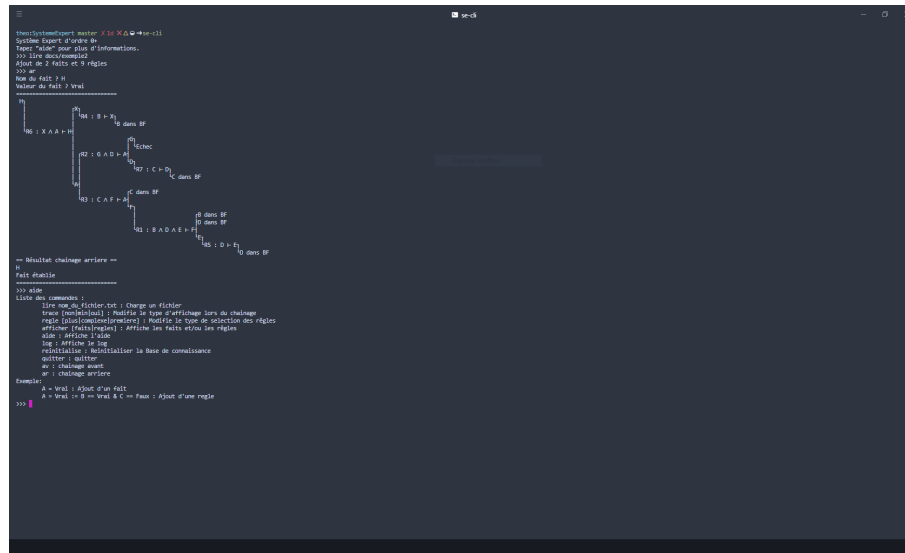 se-cli
theo:SystemeExpert master se-cli
Système Expert d'ordre 0+
Tapez "aide" pour plus d'informations.
>>> lire docs/exemple2
Ajout de 2 faits et 9 règles
>>> ar
Nom du fait ? H
Valeur du fait ? Vrai
===============================
H
X
R4 : B ⊢ X
B dans BF
R6 : X ∧ A ⊢ H
G
Echec
R2 : G ∧ D ⊢ A
D
R7 : C ⊢ D
C dans BF
A
C dans BF
R3 : C ∧ F ⊢ A
F
B dans BF
D dans BF
R1 : B ∧ D ∧ E ⊢ F
E
R5 : D ⊢ E
D dans BF
== Résultat chainage arriere ==
H
Fait établie
===============================
>>> aide
Liste des commandes :
lire nom_du_fichier.txt : Charge un fichier
trace [non|min|oui] : Modifie le type d'affichage lors du chainage
regle [plus|complexe|premiere] : Modifie le type de selection des règles
afficher [faits|regles] : Affiche les faits et/ou les règles
aide : Affiche l'aide
log : Affiche le log
reinitialise : Reinitialiser la Base de connaissance
quitter : quitter
av : chainage avant
ar : chainage arriere
Exemple:
A = Vrai : Ajout d'un fait
A = Vrai := B == Vrai & C == Faux : Ajout d'une regle
>>>